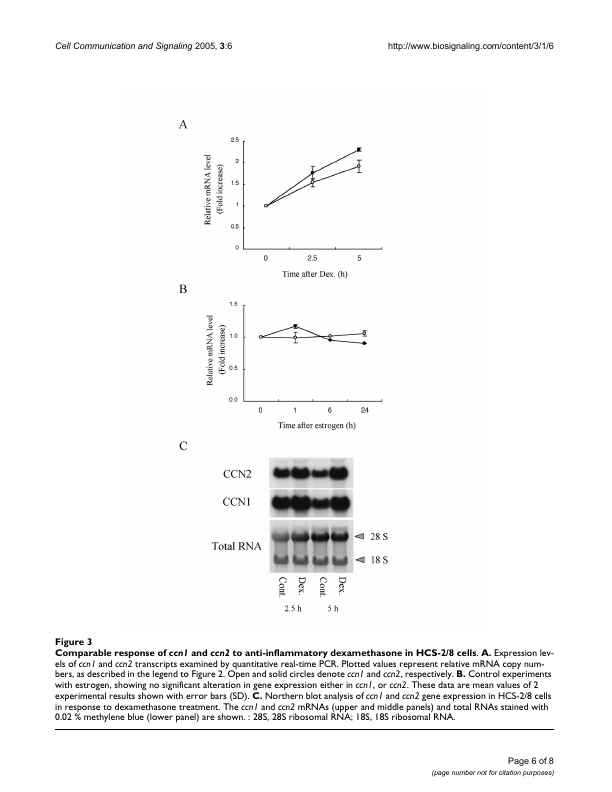 Cell Communication and Signaling 2005, 3:6
http://www.biosignaling.com/content/3/1/6
A
2.5
2
1.5
1
0.5
0
Relative mRNA level
(Fold increase)
0 2.5 5
Time after Dex. (h)
B
1.5
1.0
0.5
0.0
Relative mRNA level
(Fold increase)
0 1 6 24
Time after estrogen (h)
C
CCN2
CCN1
Total RNA
28 S
18 S
Cont. Dex. Cont. Dex.
2.5 h 5 h
Figure 3
Comparable response of ccn1 and ccn2 to anti-inflammatory dexamethasone in HCS-2/8 cells. A. Expression lev-
els of ccn1 and ccn2 transcripts examined by quantitative real-time PCR. Plotted values represent relative mRNA copy num-
bers, as described in the legend to Figure 2. Open and solid circles denote ccn1 and ccn2, respectively. B. Control experiments
with estrogen, showing no significant alteration in gene expression either in ccn1, or ccn2. These data are mean values of 2
experimental results shown with error bars (SD). C. Northern blot analysis of ccn1 and ccn2 gene expression in HCS-2/8 cells
in response to dexamethasone treatment. The ccn1 and ccn2 mRNAs (upper and middle panels) and total RNAs stained with
0.02 % methylene blue (lower panel) are shown. : 28S, 28S ribosomal RNA; 18S, 18S ribosomal RNA.
Page 6 of 8
(page number not for citation purposes)